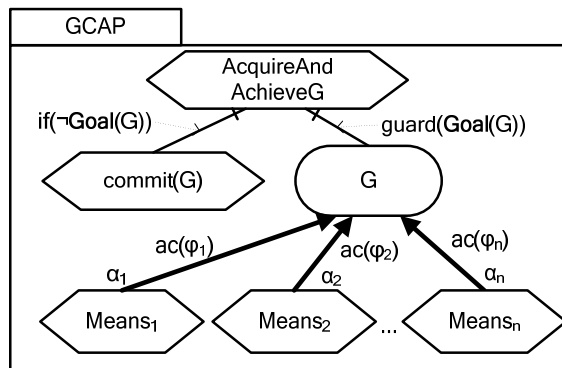 GCAP
AcquireAnd
AchieveG
if(¬Goal(G))
guard(Goal(G))
commit(G)
G
ac(φ1)
ac(φ2)
ac(φn)
α1
α2
αn
Means1
Means2
...
Meansn